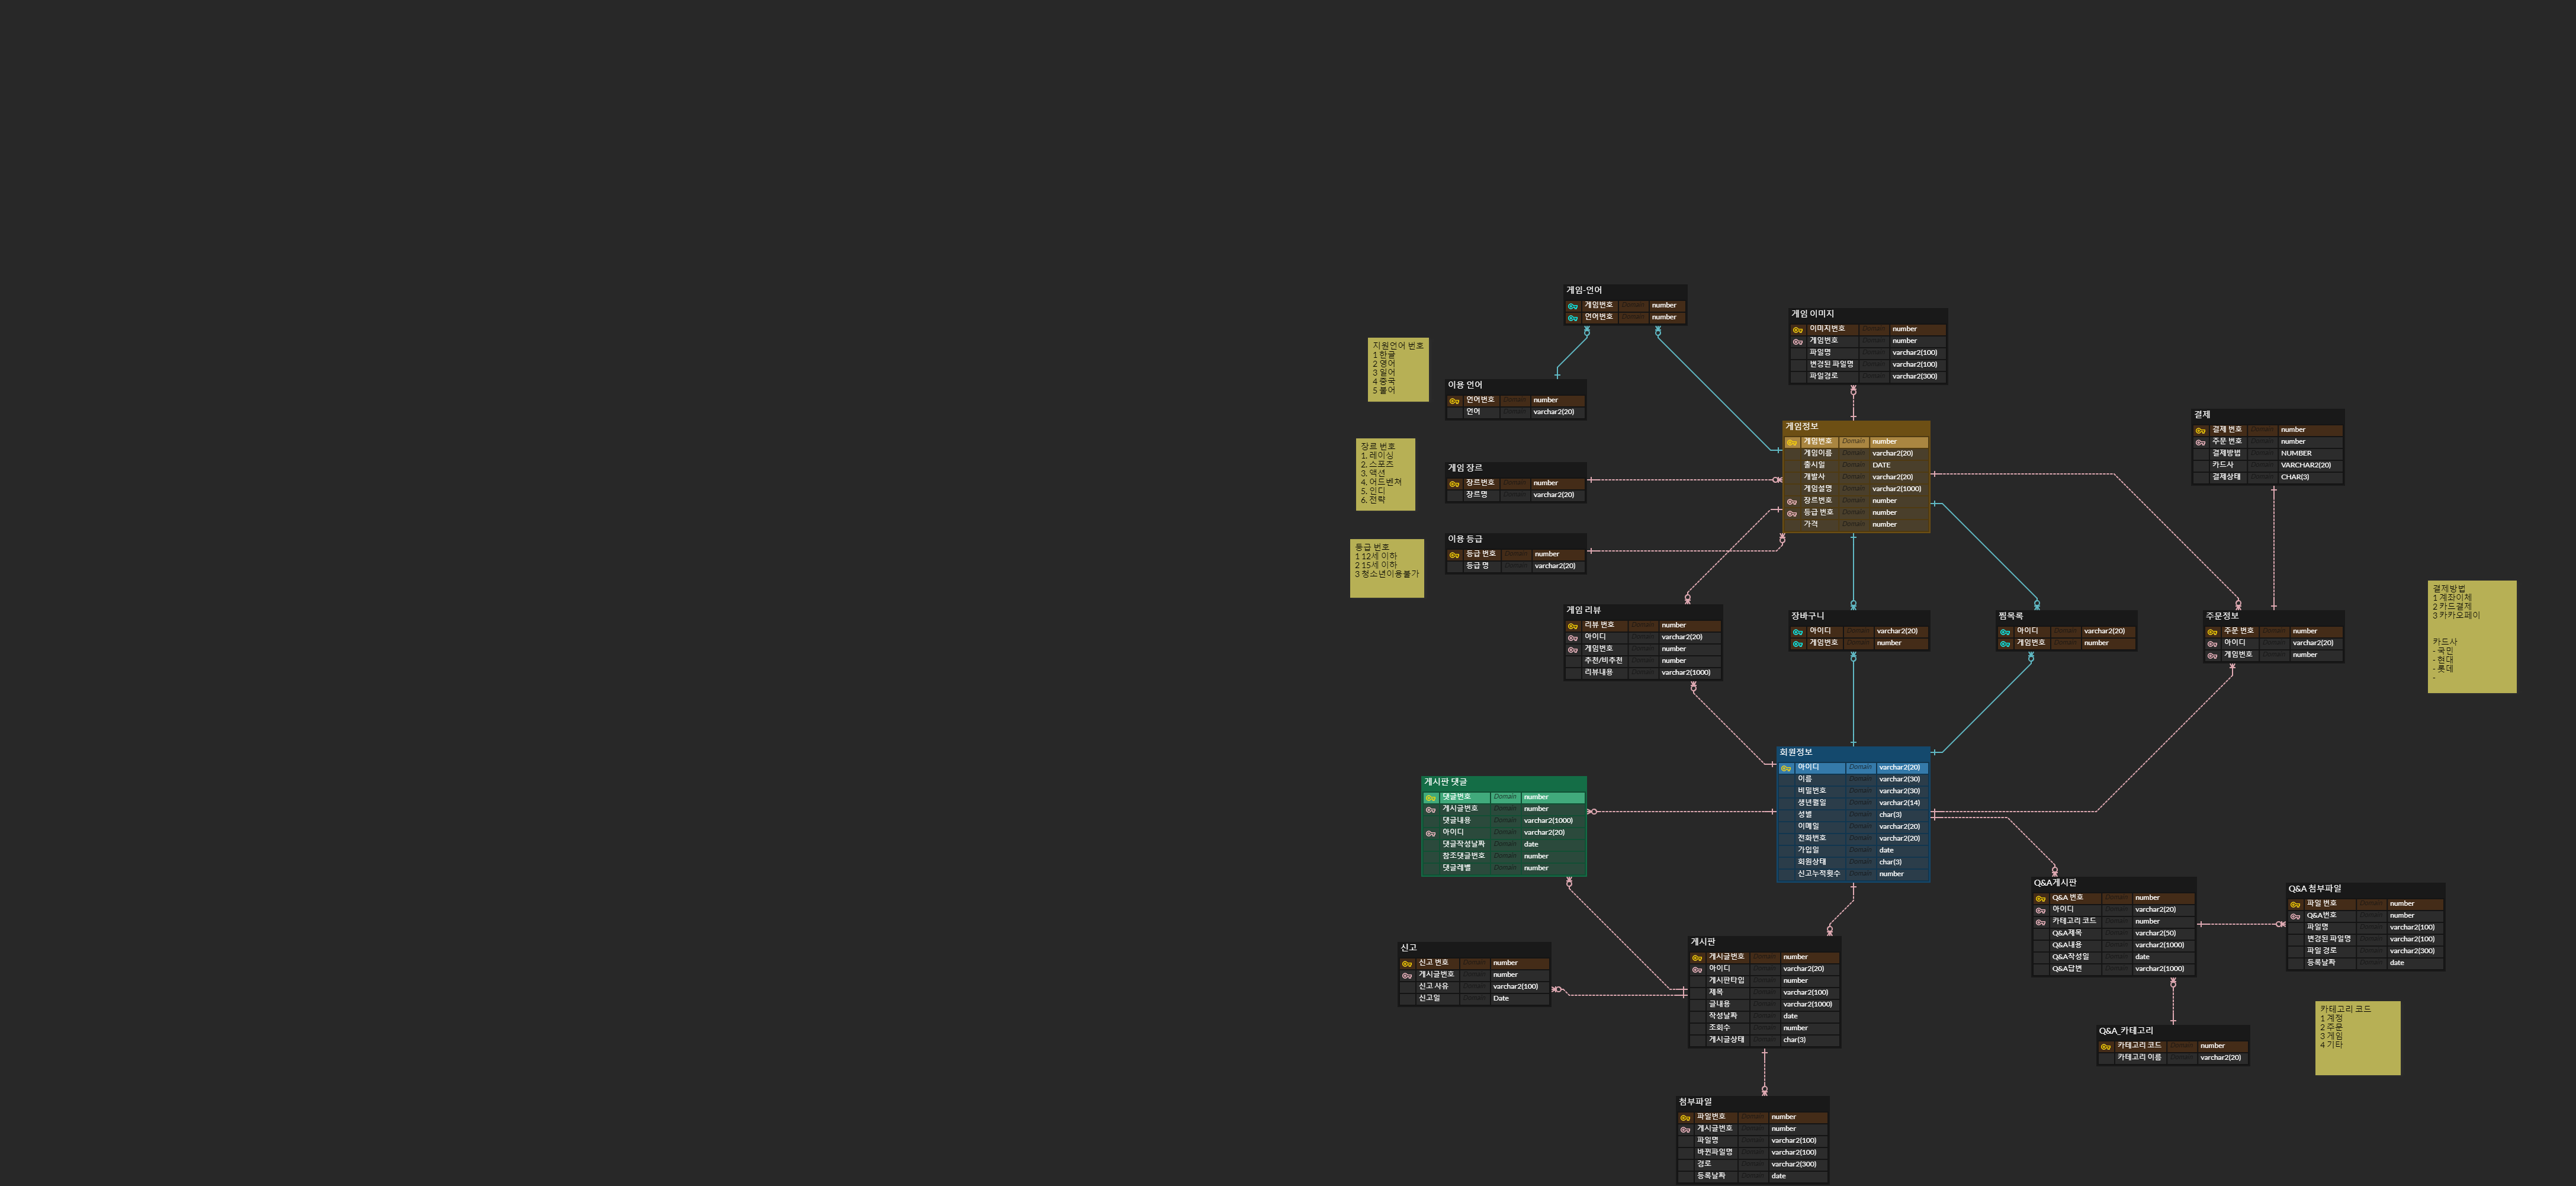 게임-언어
게임번호 Domain number
언어번호 Domain number
게임 이미지
이미지번호 Domain number
게임번호 Domain number
파일명 Domain varchar2(100)
변경된 파일명 Domain varchar2(100)
파일경로 Domain varchar2(300)
지원언어 번호
1 한글
2 영어
3 일어
4 중국
5 불어
이용 언어
언어번호 Domain number
언어 Domain varchar2(20)
결제
결제 번호 Domain number
주문 번호 Domain number
결제방법 Domain NUMBER
카드사 Domain VARCHAR2(20)
결제상태 Domain CHAR(3)
게임정보
게임번호 Domain number
게임이름 Domain varchar2(20)
출시일 Domain DATE
개발사 Domain varchar2(20)
게임설명 Domain varchar2(1000)
장르번호 Domain number
등급 번호 Domain number
가격 Domain number
장르 번호
1. 레이싱
2. 스포츠
3. 액션
4. 어드벤쳐
5. 인디
6. 전략
게임 장르
장르번호 Domain number
장르명 Domain varchar2(20)
등급 번호
1 12세 이하
2 15세 이하
3 청소년이용불가
이용 등급
등급 번호 Domain number
등급 명 Domain varchar2(20)
결제방법
1 계좌이체
2 카드결제
3 카카오페이
카드사
- 국민
- 현대
- 롯데
-
게임 리뷰
리뷰 번호 Domain number
아이디 Domain varchar2(20)
게임번호 Domain number
추천/비추천 Domain number
리뷰내용 Domain varchar2(1000)
장바구니
아이디 Domain varchar2(20)
게임번호 Domain number
찜목록
아이디 Domain varchar2(20)
게임번호 Domain number
주문정보
주문 번호 Domain number
아이디 Domain varchar2(20)
게임번호 Domain number
회원정보
아이디 Domain varchar2(20)
이름 Domain varchar2(30)
비밀번호 Domain varchar2(30)
생년월일 Domain varchar2(14)
성별 Domain char(3)
이메일 Domain varchar2(20)
전화번호 Domain varchar2(20)
가입일 Domain date
회원상태 Domain char(3)
신고누적횟수 Domain number
게시판 댓글
댓글번호 Domain number
게시글번호 Domain number
댓글내용 Domain varchar2(1000)
아이디 Domain varchar2(20)
댓글작성날짜 Domain date
참조댓글번호 Domain number
댓글레벨 Domain number
Q&A게시판
Q&A 번호 Domain number
아이디 Domain varchar2(20)
카테고리 코드 Domain number
Q&A제목 Domain varchar2(50)
Q&A내용 Domain varchar2(1000)
Q&A작성일 Domain date
Q&A답변 Domain varchar2(1000)
Q&A 첨부파일
파일 번호 Domain number
Q&A번호 Domain number
파일명 Domain varchar2(100)
변경된 파일명 Domain varchar2(100)
파일 경로 Domain varchar2(300)
등록날짜 Domain date
신고
신고 번호 Domain number
게시글번호 Domain number
신고 사유 Domain varchar2(100)
신고일 Domain Date
게시판
게시글번호 Domain number
아이디 Domain varchar2(20)
게시판타입 Domain number
제목 Domain varchar2(100)
글내용 Domain varchar2(1000)
작성날짜 Domain date
조회수 Domain number
게시글상태 Domain char(3)
Q&A_카테고리
카테고리 코드 Domain number
카테고리 이름 Domain varchar2(20)
카테고리 코드
1 계정
2 주문
3 게임
4 기타
첨부파일
파일번호 Domain number
게시글번호 Domain number
파일명 Domain varchar2(100)
바뀐파일명 Domain varchar2(100)
경로 Domain varchar2(300)
등록날짜 Domain date